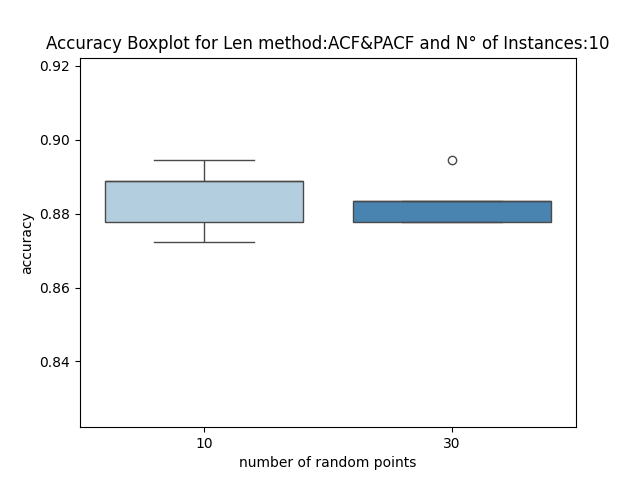 Accuracy Boxplot for Len method:ACF&PACF and N° of Instances:10
0.92
0.90
0.88
0.86
0.84
accuracy
10
30
number of random points